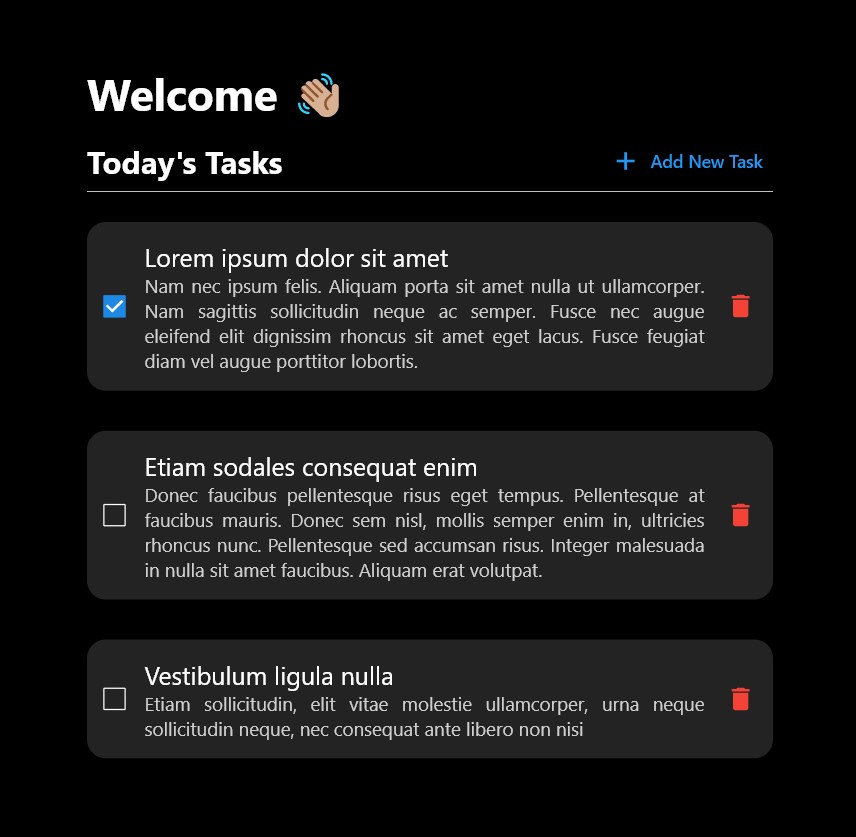 Welcome 👋🏼
Today's Tasks
Add New Task
Lorem ipsum dolor sit amet
Nam nec ipsum felis. Aliquam porta sit amet nulla ut ullamcorper.
Nam sagittis sollicitudin neque ac semper. Fusce nec augue
eleifend elit dignissim rhoncus sit amet eget lacus. Fusce feugiat
diam vel augue porttitor lobortis.
Etiam sodales consequat enim
Donec faucibus pellentesque risus eget tempus. Pellentesque at
faucibus mauris. Donec sem nisl, mollis semper enim in, ultricies
rhoncus nunc. Pellentesque sed accumsan risus. Integer malesuada
in nulla sit amet faucibus. Aliquam erat volutpat.
Vestibulum ligula nulla
Etiam sollicitudin, elit vitae molestie ullamcorper, urna neque
sollicitudin neque, nec consequat ante libero non nisi